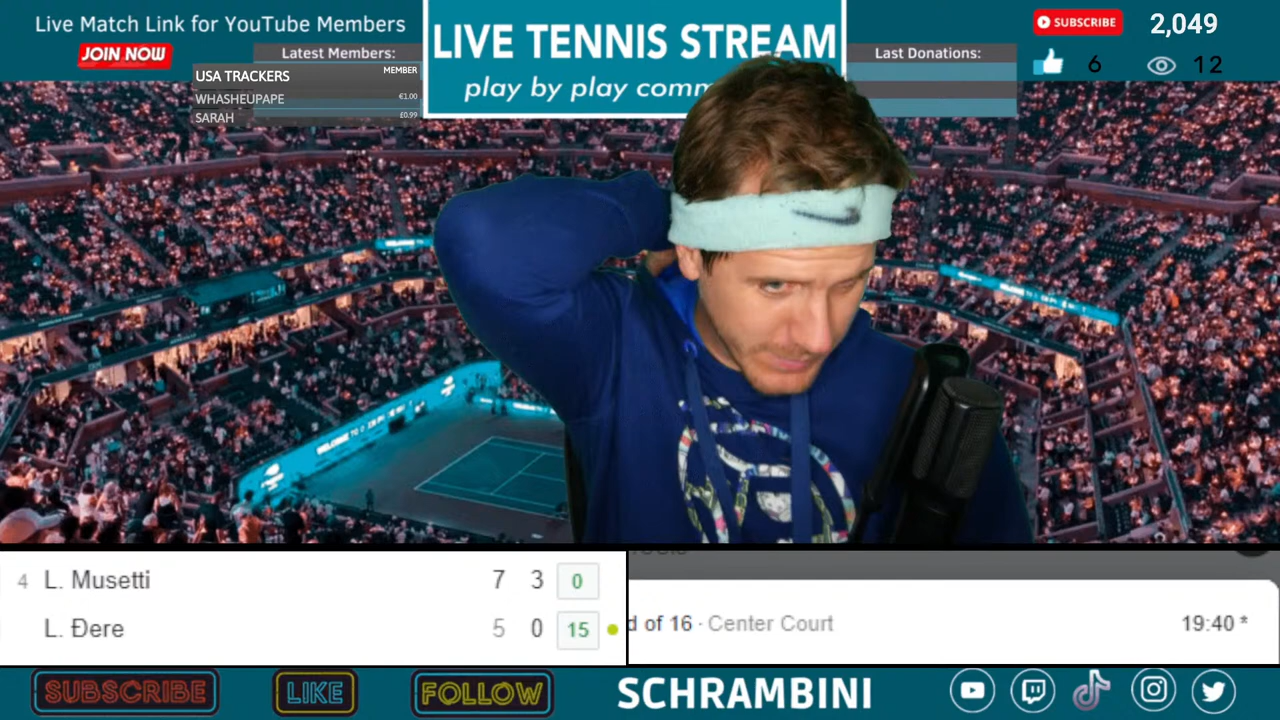 Live Match Link for YouTube Members
JOIN NOW
Latest Members:
USA TRACKERS MEMBER
WHASHEUPAPE €1.00
SARAH £0.99
LIVE TENNIS STREAM
play by play comm
Last Donations:
SUBSCRIBE 2,049
6 12
4 L. Musetti 7 3 0
L. Đere 5 0 15
d of 16 · Center Court 19:40 *
SUBSCRIBE LIKE FOLLOW SCHRAMBINI